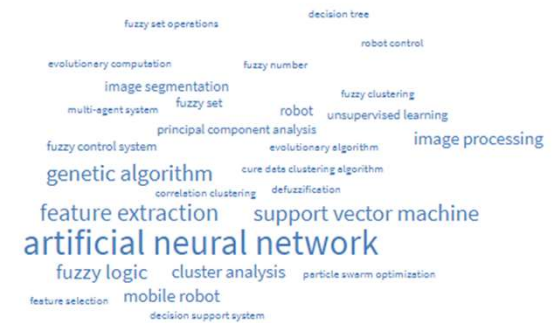 decision tree
fuzzy set operations
robot control
evolutionary computation
fuzzy number
image segmentation
fuzzy clustering
fuzzy set
multi-agent system
robot
unsupervised learning
principal component analysis
image processing
fuzzy control system
evolutionary algorithm
genetic algorithm
cure data clustering algorithm
correlation clustering
defuzzification
feature extraction
support vector machine
artificial neural network
fuzzy logic
cluster analysis
particle swarm optimization
feature selection
mobile robot
decision support system